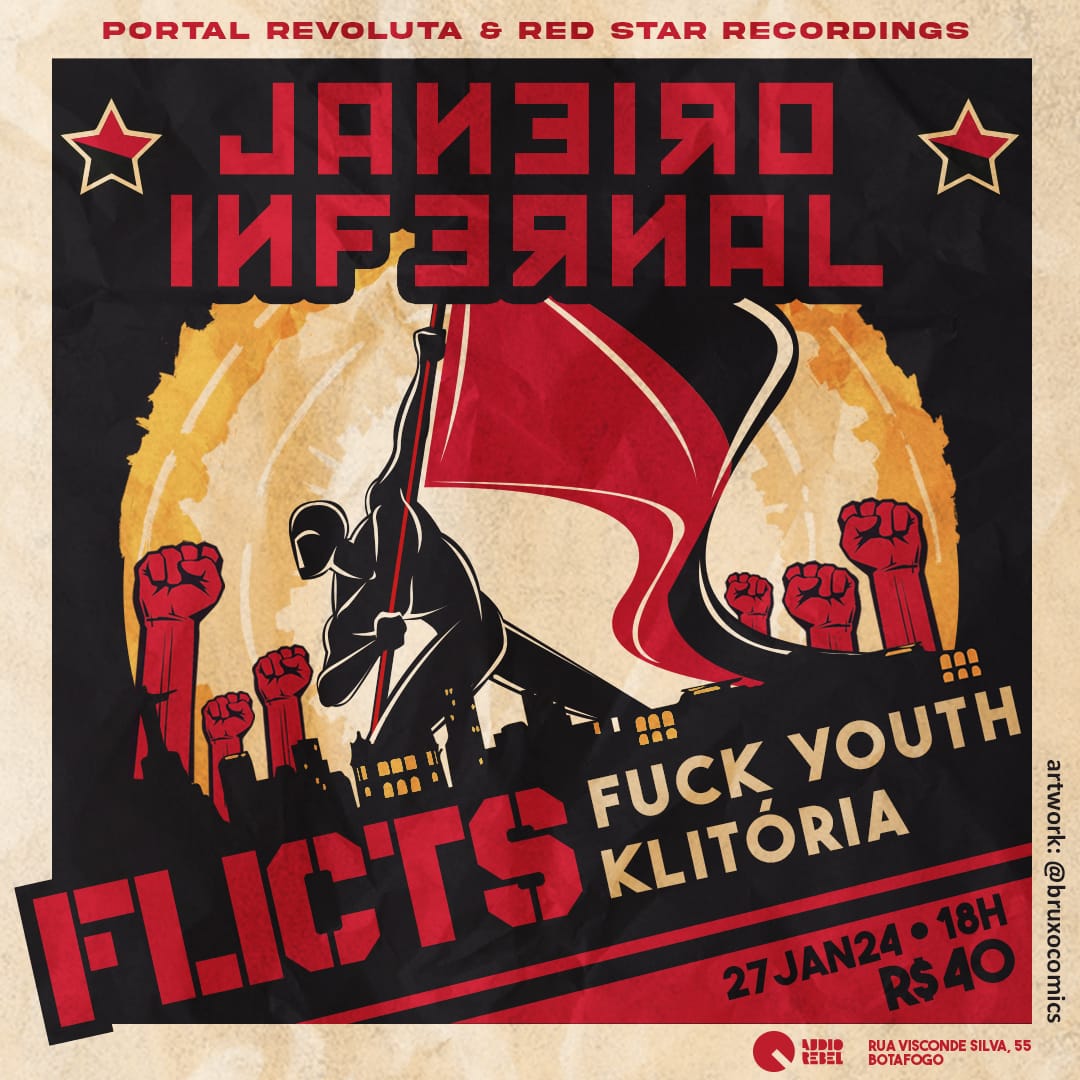 PORTAL REVOLUTA & RED STAR RECORDINGS
JANEIRO
INFERNAL
FLICTS
FUCK YOUTH
KLITÓRIA
27JAN24 • 18H
R$40
artwork: @bruxocomics
AUDIO
REBEL
RUA VISCONDE SILVA, 55
BOTAFOGO